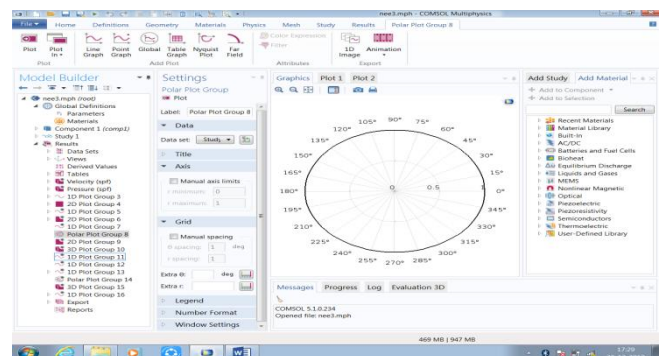 nee3.mph - COMSOL Multiphysics
File Home Definitions Geometry Materials Physics Mesh Study Results Polar Plot Group 8
Plot
Plot In
Line Graph
Point Graph
Global
Table Graph
Nyquist Plot
Far Field
Color Expression
Filter
1D Image
Animation
Plot Add Plot Attributes Export
Model Builder
nee3.mph (root)
Global Definitions
Parameters
Materials
Component 1 (comp1)
Study 1
Results
Data Sets
Views
Derived Values
Tables
Velocity (spf)
Pressure (spf)
1D Plot Group 3
2D Plot Group 4
1D Plot Group 5
2D Plot Group 6
1D Plot Group 7
Polar Plot Group 8
2D Plot Group 9
3D Plot Group 10
1D Plot Group 11
1D Plot Group 12
1D Plot Group 13
Polar Plot Group 14
3D Plot Group 15
1D Plot Group 16
Export
Reports
Settings
Polar Plot Group
Plot
Label: Polar Plot Group 8
Data
Data set: Study
Title
Axis
Manual axis limits
r minimum: 0
r maximum: 1
Grid
Manual spacing
θ spacing: deg
r spacing: 1
Extra θ: deg
Extra r:
Legend
Number Format
Window Settings
Graphics Plot 1 Plot 2
105° 90° 75°
120° 60°
135° 45°
150° 30°
165° 15°
180° 0 0.5 1 0°
195° 345°
210° 330°
225° 315°
240° 300°
255° 270° 285°
Messages Progress Log Evaluation 3D
COMSOL 5.1.0.234
Opened file: nee3.mph
Add Study Add Material
Add to Component
Add to Selection
Search
Recent Materials
Material Library
Built-In
AC/DC
Batteries and Fuel Cells
Bioheat
Equilibrium Discharge
Liquids and Gases
MEMS
Nonlinear Magnetic
Optical
Piezoelectric
Piezoresistivity
Semiconductors
Thermoelectric
User-Defined Library
469 MB | 947 MB
17:29